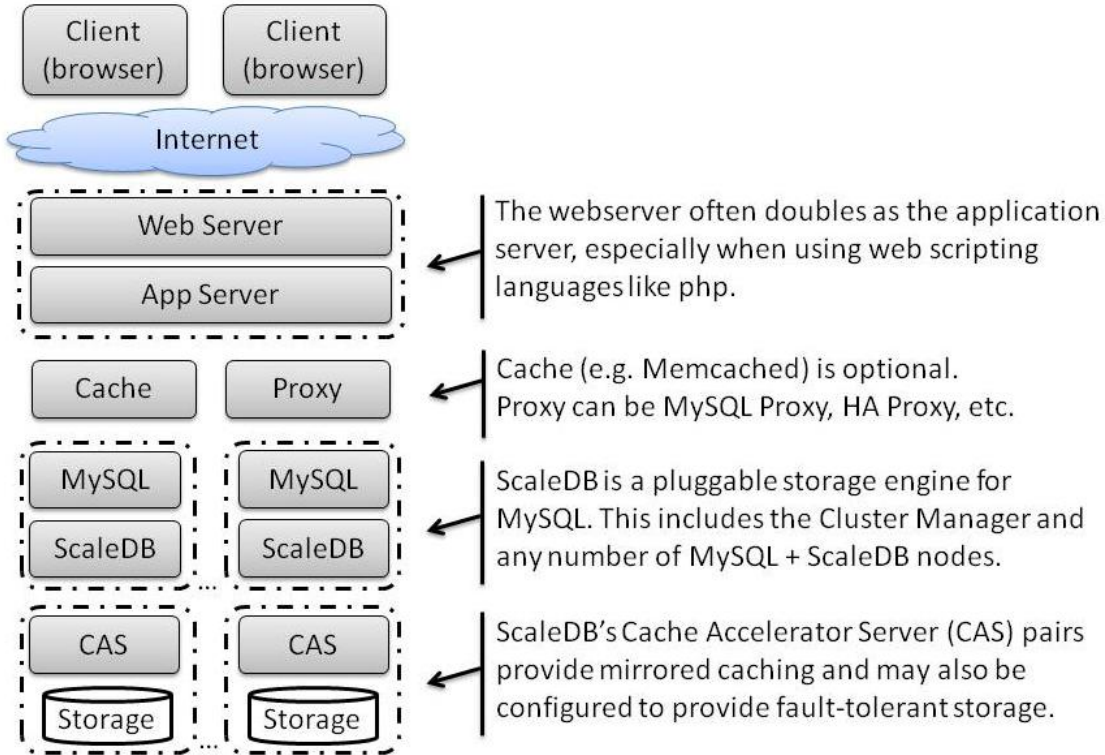 Client
(browser)
Client
(browser)
Internet
Web Server
App Server
The webserver often doubles as the application
server, especially when using web scripting
languages like php.
Cache
Proxy
Cache (e.g. Memcached) is optional.
Proxy can be MySQL Proxy, HA Proxy, etc.
MySQL
MySQL
ScaleDB
ScaleDB
...
ScaleDB is a pluggable storage engine for
MySQL. This includes the Cluster Manager and
any number of MySQL + ScaleDB nodes.
CAS
CAS
Storage
Storage
...
ScaleDB's Cache Accelerator Server (CAS) pairs
provide mirrored caching and may also be
configured to provide fault-tolerant storage.